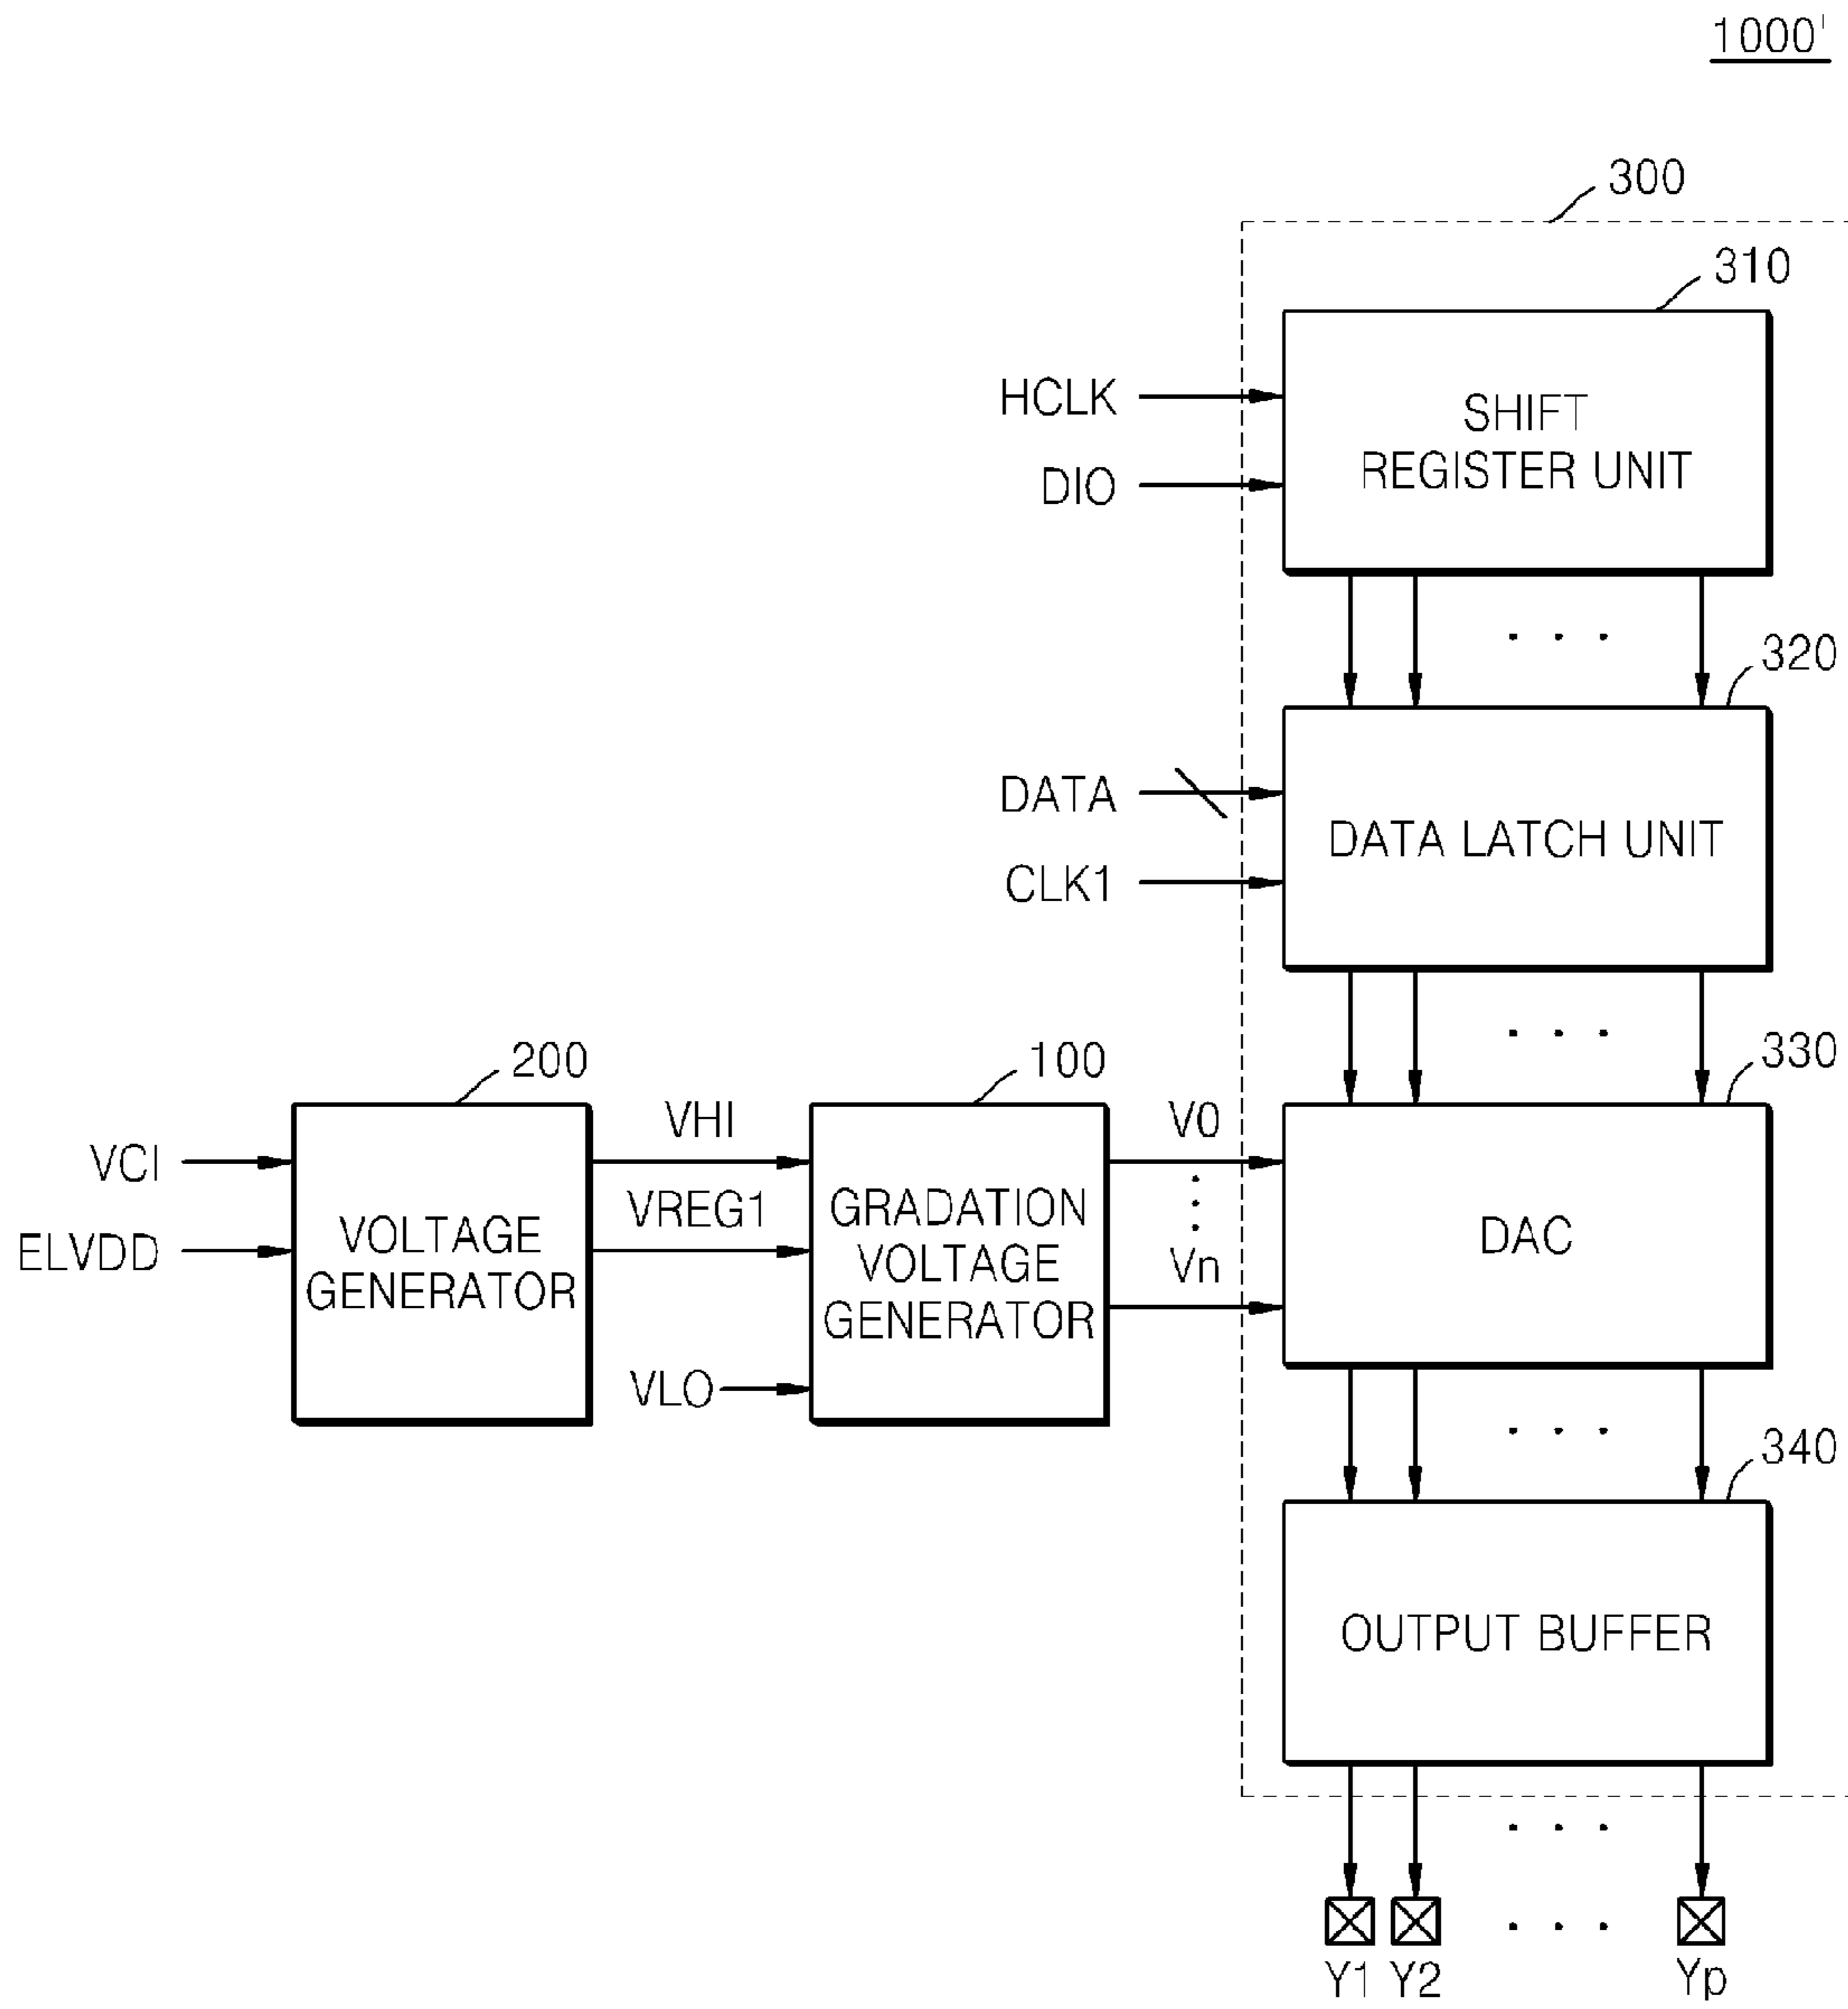 1000'
300
310
HCLK
DIO
SHIFT
REGISTER UNIT
320
DATA
CLK1
DATA LATCH UNIT
200
100
330
VCI
ELVDD
VOLTAGE
GENERATOR
VHI
VREG1
VLO
GRADATION
VOLTAGE
GENERATOR
V0
Vn
DAC
340
OUTPUT BUFFER
Y1 Y2 . . . Yp